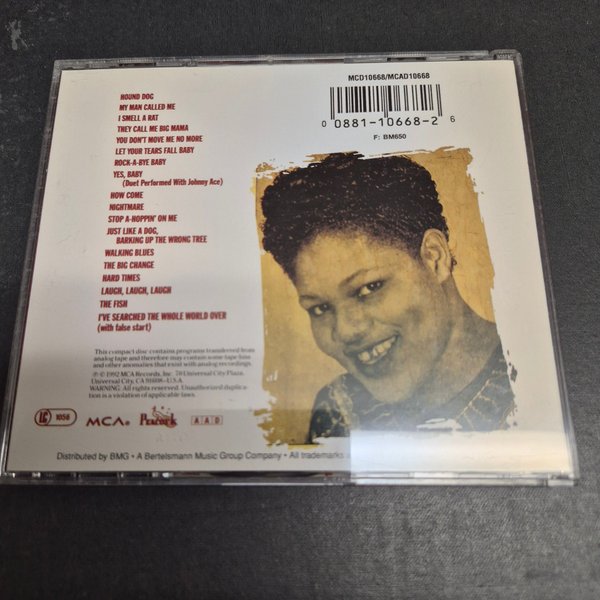 MCD10668/MCAD10668
0 0881-10668-2 6
F: BM650
HOUND DOG
MY MAN CALLED ME
I SMELL A RAT
THEY CALL ME BIG MAMA
YOU DON'T MOVE ME NO MORE
LET YOUR TEARS FALL BABY
ROCK-A-BYE BABY
YES, BABY
(Duet Performed With Johnny Ace)
HOW COME
NIGHTMARE
STOP A-HOPPIN' ON ME
JUST LIKE A DOG,
BARKING UP THE WRONG TREE
WALKING BLUES
THE BIG CHANGE
HARD TIMES
LAUGH, LAUGH, LAUGH
THE FISH
I'VE SEARCHED THE WHOLE WORLD OVER
(with false start)
This compact disc contains programs transferred from
analog tape and therefore may contain some tape hiss
and other anomalies that exist with analog recordings.
℗ © 1992 MCA Records, Inc. 70 Universal City Plaza,
Universal City, CA 91608–U.S.A.
WARNING: All rights reserved. Unauthorized duplica-
tion is a violation of applicable laws.
LC 1056 MCA® Peacock AAD
Distributed by BMG • A Bertelsmann Music Group Company • All trademarks